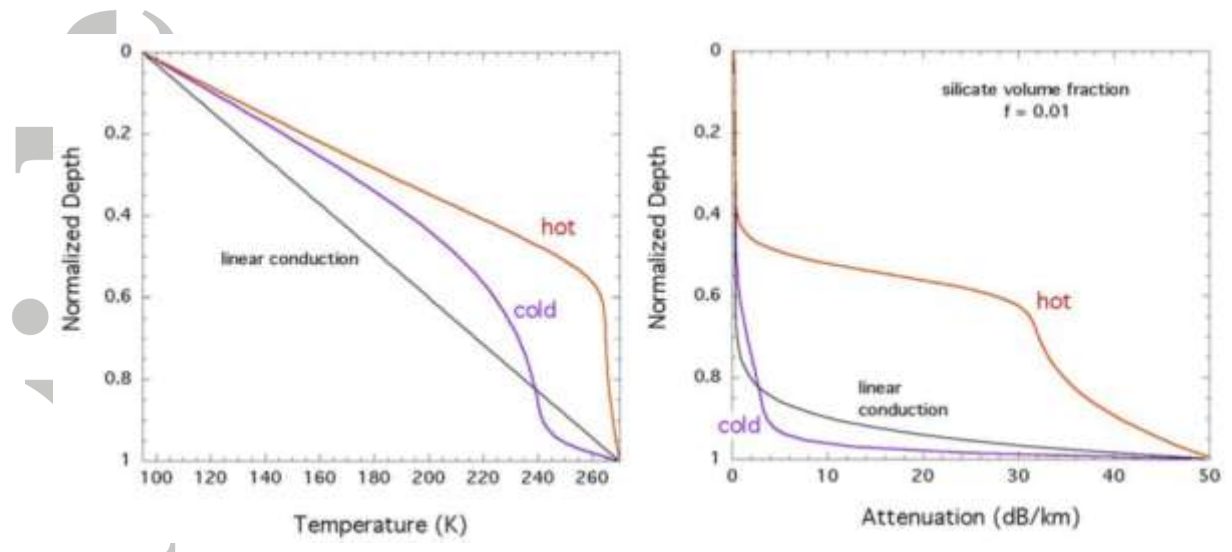 0
0.2
0.4
0.6
0.8
1
Normalized Depth
hot
linear conduction
cold
100 120 140 160 180 200 220 240 260
Temperature (K)
0
0.2
0.4
0.6
0.8
1
Normalized Depth
silicate volume fraction
f = 0.01
hot
linear
conduction
cold
0 10 20 30 40 50
Attenuation (dB/km)